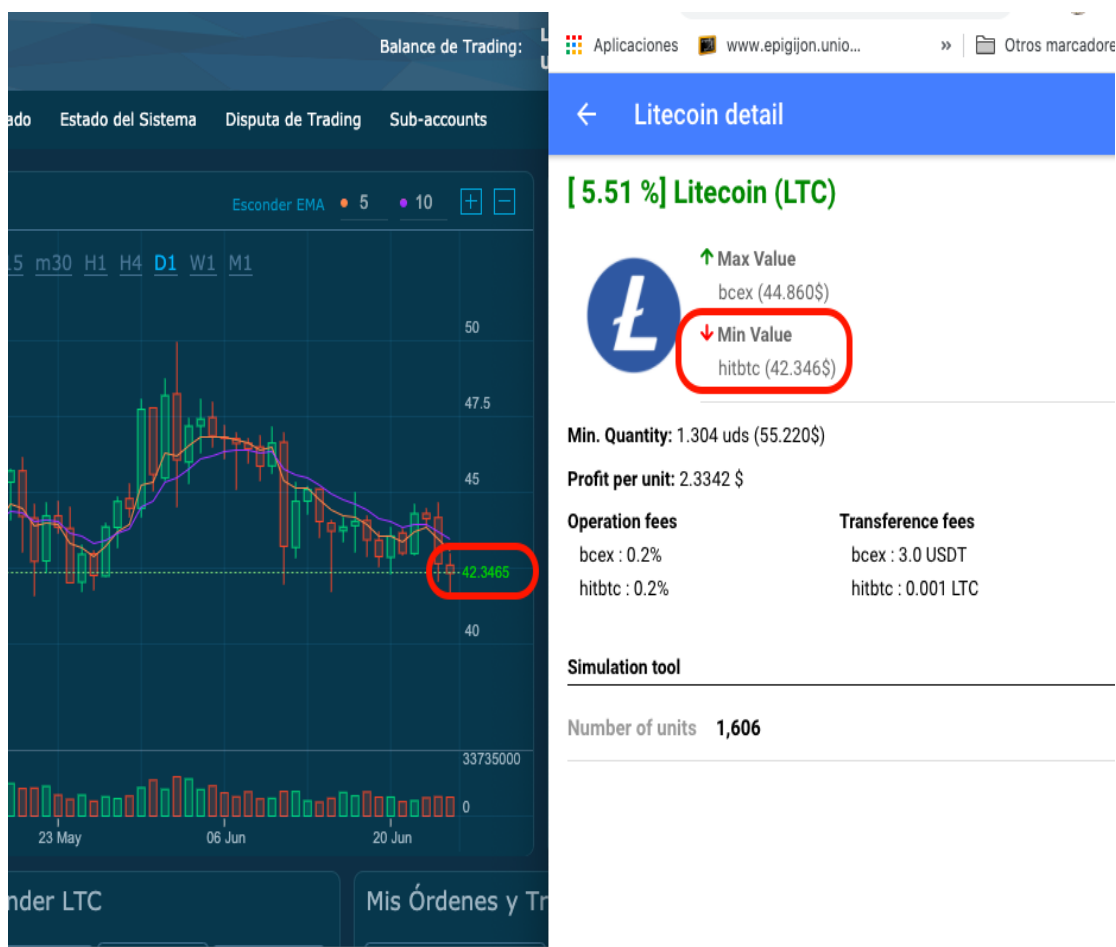 Balance de Trading:
Estado del Sistema Disputa de Trading Sub-accounts
Esconder EMA 5 10
m30 H1 H4 D1 W1 M1
50
47.5
45
42.3465
40
33735000
0
23 May 06 Jun 20 Jun
LTC
Mis Órdenes y
Aplicaciones www.epigijon.unio... » Otros marcadore
Litecoin detail
[ 5.51 %] Litecoin (LTC)
Max Value
bcex (44.860$)
Min Value
hitbtc (42.346$)
Min. Quantity: 1.304 uds (55.220$)
Profit per unit: 2.3342 $
Operation fees Transference fees
bcex : 0.2% bcex : 3.0 USDT
hitbtc : 0.2% hitbtc : 0.001 LTC
Simulation tool
Number of units 1,606